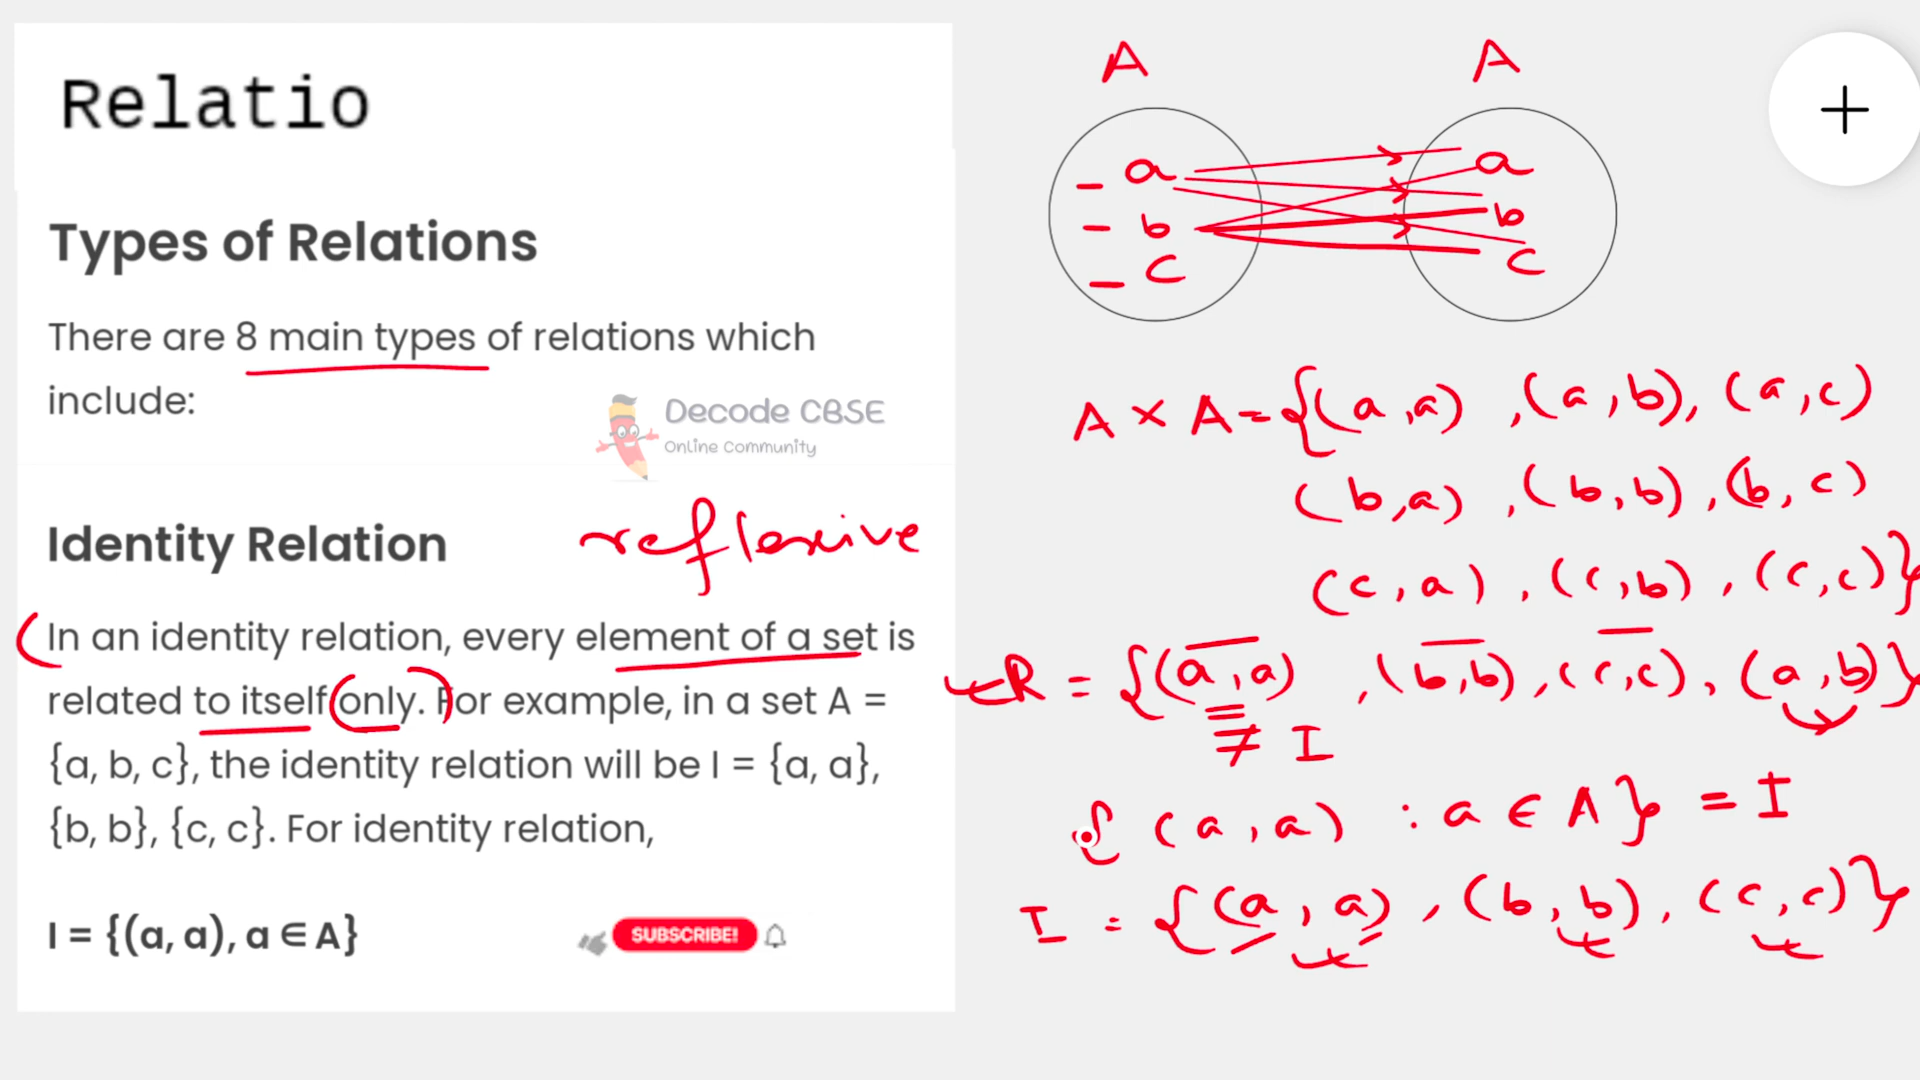 Relatio
Types of Relations
There are 8 main types of relations which
include:
Decode CBSE
Online Community
Identity Relation
reflexive
In an identity relation, every element of a set is
related to itself only. For example, in a set A =
{a, b, c}, the identity relation will be I = {a, a},
{b, b}, {c, c}. For identity relation,
I = {(a, a), a ∈ A}
SUBSCRIBE!
A A
a a
b b
c c
A × A = {(a, a) , (a, b), (a, c)
(b, a) , (b, b) , (b, c)
(c, a) , (c, b) , (c, c)}
R = {(a, a) , (b, b), (c, c), (a, b)}
≠ I
{ (a, a) : a ∈ A} = I
I = {(a, a), (b, b), (c, c)}